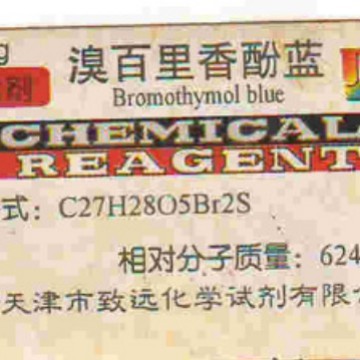 g
溴百里香酚蓝
剂
Bromothymol blue
CHEMICAL
REAGENT
式：C27H28O5Br2S
相对分子质量：624
天津市致远化学试剂有限